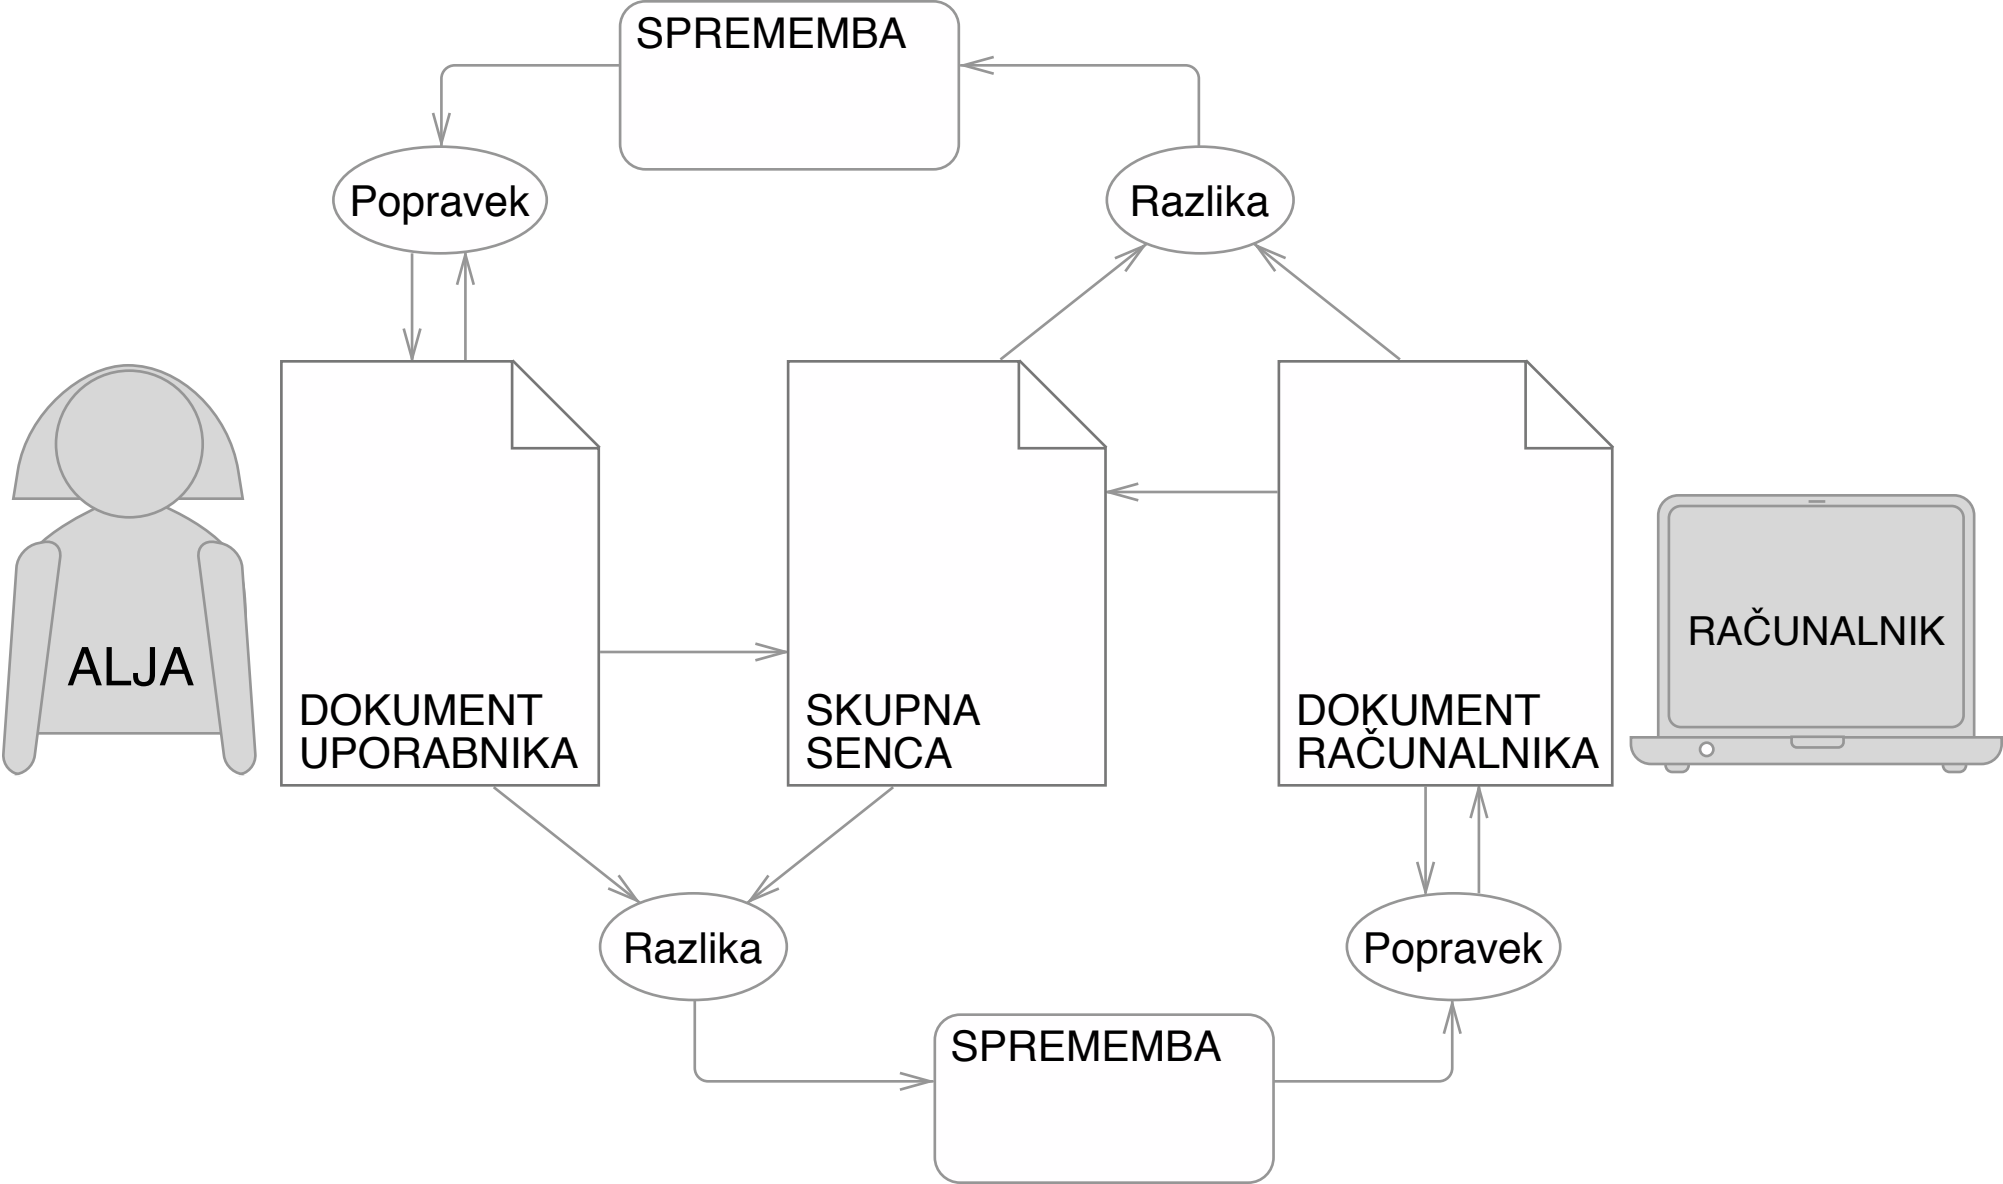 SPREMEMBA
Popravek
Razlika
ALJA
DOKUMENT
UPORABNIKA
SKUPNA
SENCA
DOKUMENT
RAČUNALNIKA
RAČUNALNIK
Razlika
Popravek
SPREMEMBA